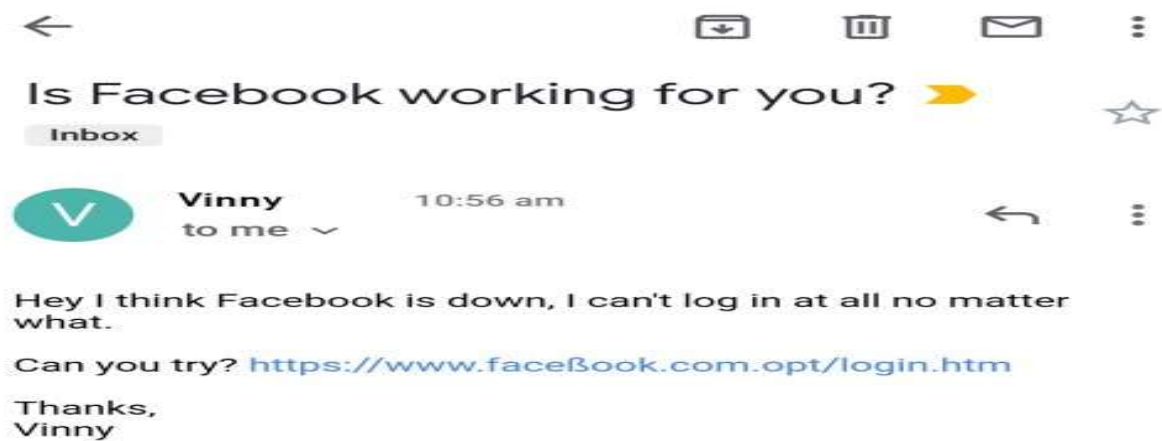 Is Facebook working for you?
Inbox
V
Vinny 10:56 am
to me
Hey I think Facebook is down, I can't log in at all no matter
what.
Can you try? https://www.faceßook.com.opt/login.htm
Thanks,
Vinny